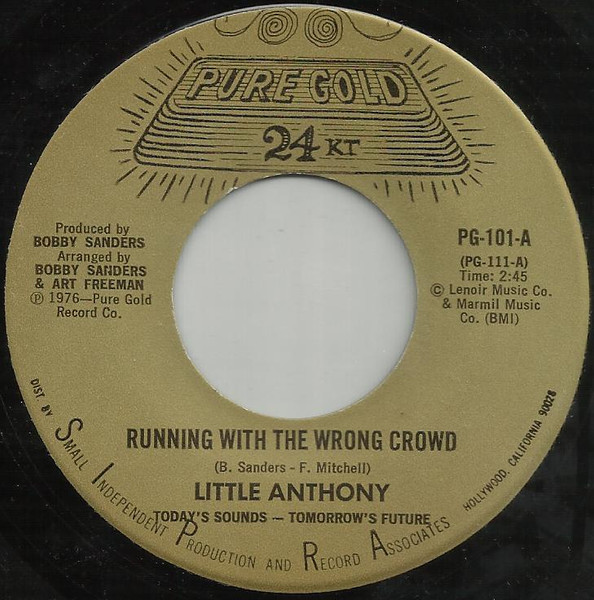 PURE GOLD
24 KT
Produced by
BOBBY SANDERS
Arranged by
BOBBY SANDERS
& ART FREEMAN
℗ 1976—Pure Gold
Record Co.
PG-101-A
(PG-111-A)
Time: 2:45
© Lenoir Music Co.
& Marmil Music
Co. (BMI)
RUNNING WITH THE WRONG CROWD
(B. Sanders - F. Mitchell)
LITTLE ANTHONY
TODAY'S SOUNDS — TOMORROW'S FUTURE
DIST. BY SMALL INDEPENDENT PRODUCTION AND RECORD ASSOCIATES HOLLYWOOD, CALIFORNIA 90028